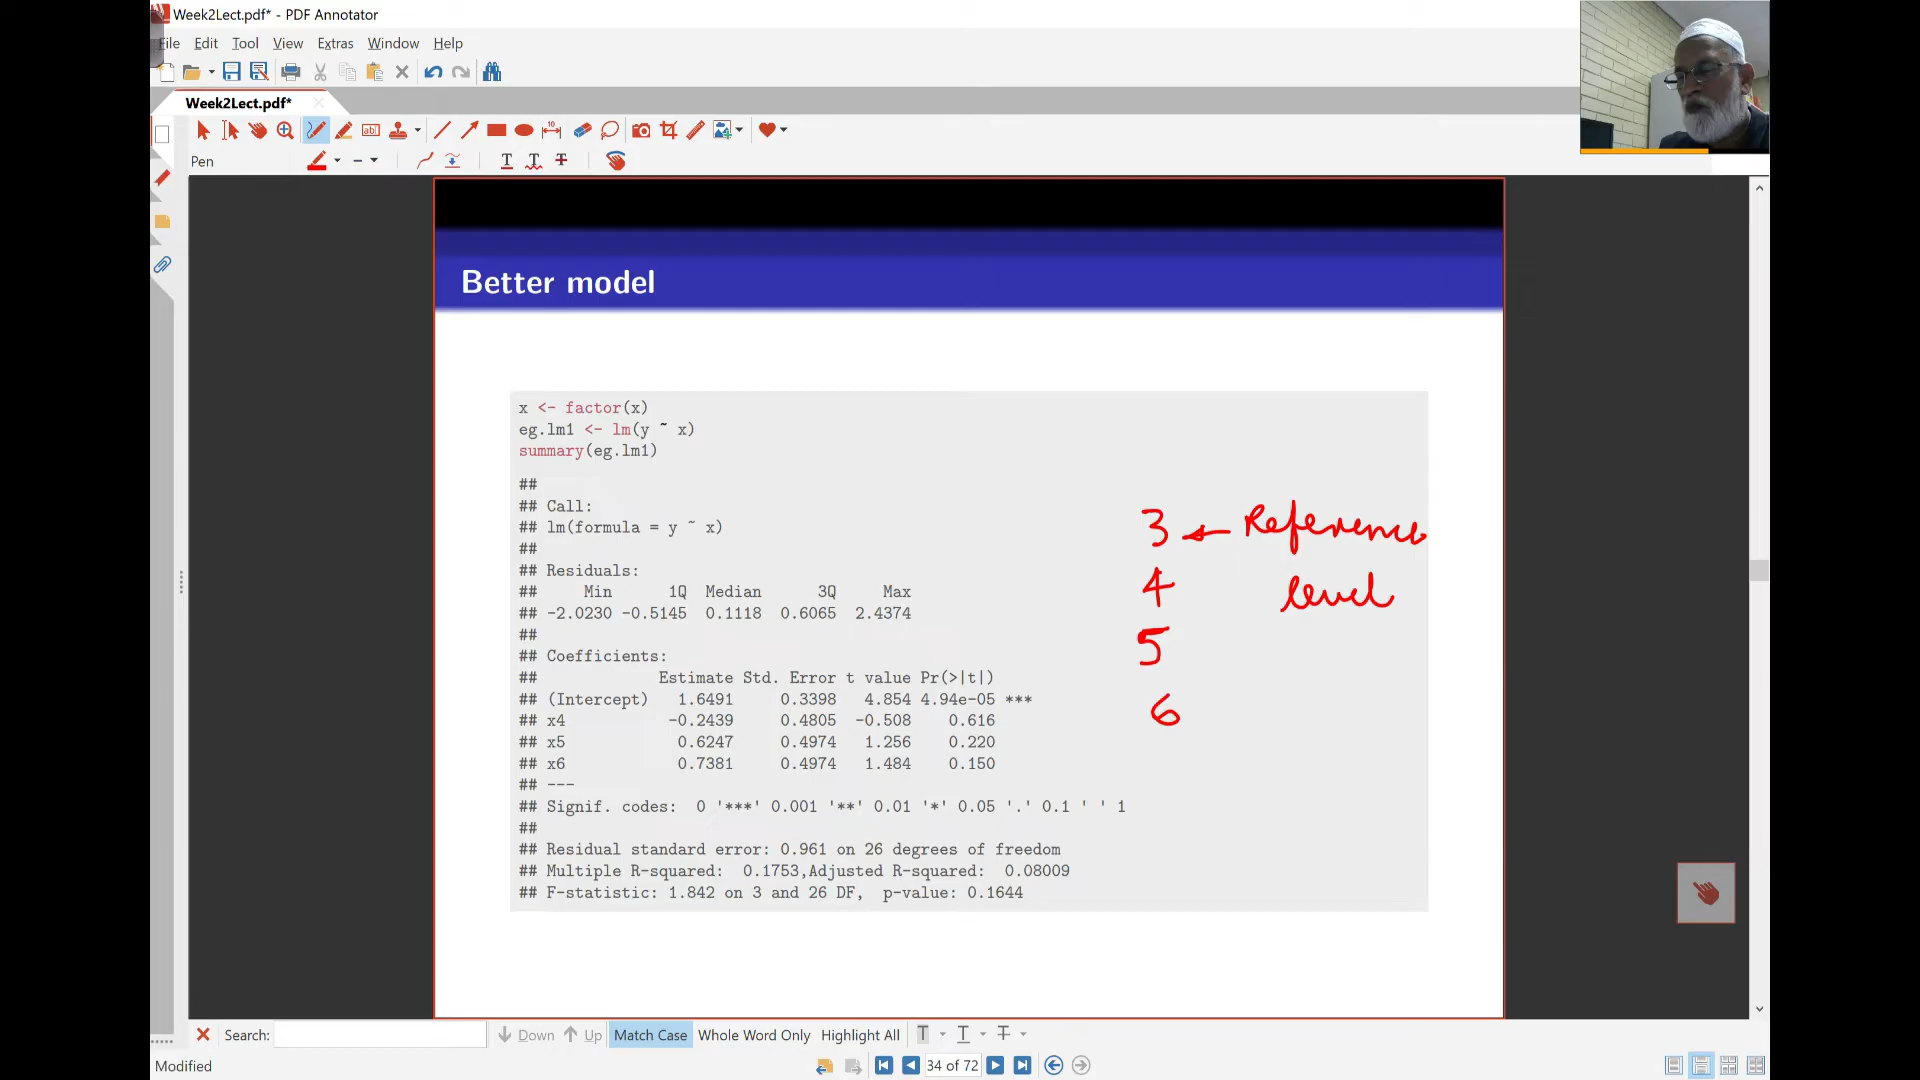 Week2Lect.pdf* - PDF Annotator
File Edit Tool View Extras Window Help
Week2Lect.pdf*
Pen
Better model
x <- factor(x)
eg.lm1 <- lm(y ~ x)
summary(eg.lm1)
##
## Call:
## lm(formula = y ~ x)
##
## Residuals:
## Min 1Q Median 3Q Max
## -2.0230 -0.5145 0.1118 0.6065 2.4374
##
## Coefficients:
## Estimate Std. Error t value Pr(>|t|)
## (Intercept) 1.6491 0.3398 4.854 4.94e-05 ***
## x4 -0.2439 0.4805 -0.508 0.616
## x5 0.6247 0.4974 1.256 0.220
## x6 0.7381 0.4974 1.484 0.150
## ---
## Signif. codes: 0 '***' 0.001 '**' 0.01 '*' 0.05 '.' 0.1 ' ' 1
##
## Residual standard error: 0.961 on 26 degrees of freedom
## Multiple R-squared: 0.1753,Adjusted R-squared: 0.08009
## F-statistic: 1.842 on 3 and 26 DF, p-value: 0.1644
3 ← Reference
4 level
5
6
Search: Down Up Match Case Whole Word Only Highlight All
Modified 34 of 72